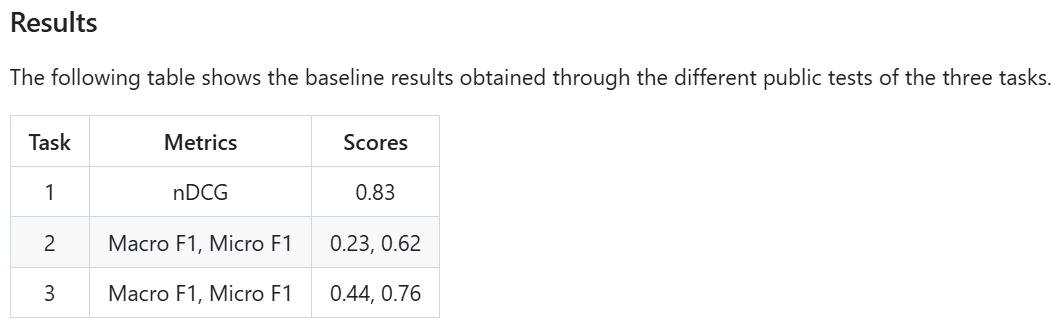 Results
The following table shows the baseline results obtained through the different public tests of the three tasks.
Task Metrics Scores
1 nDCG 0.83
2 Macro F1, Micro F1 0.23, 0.62
3 Macro F1, Micro F1 0.44, 0.76